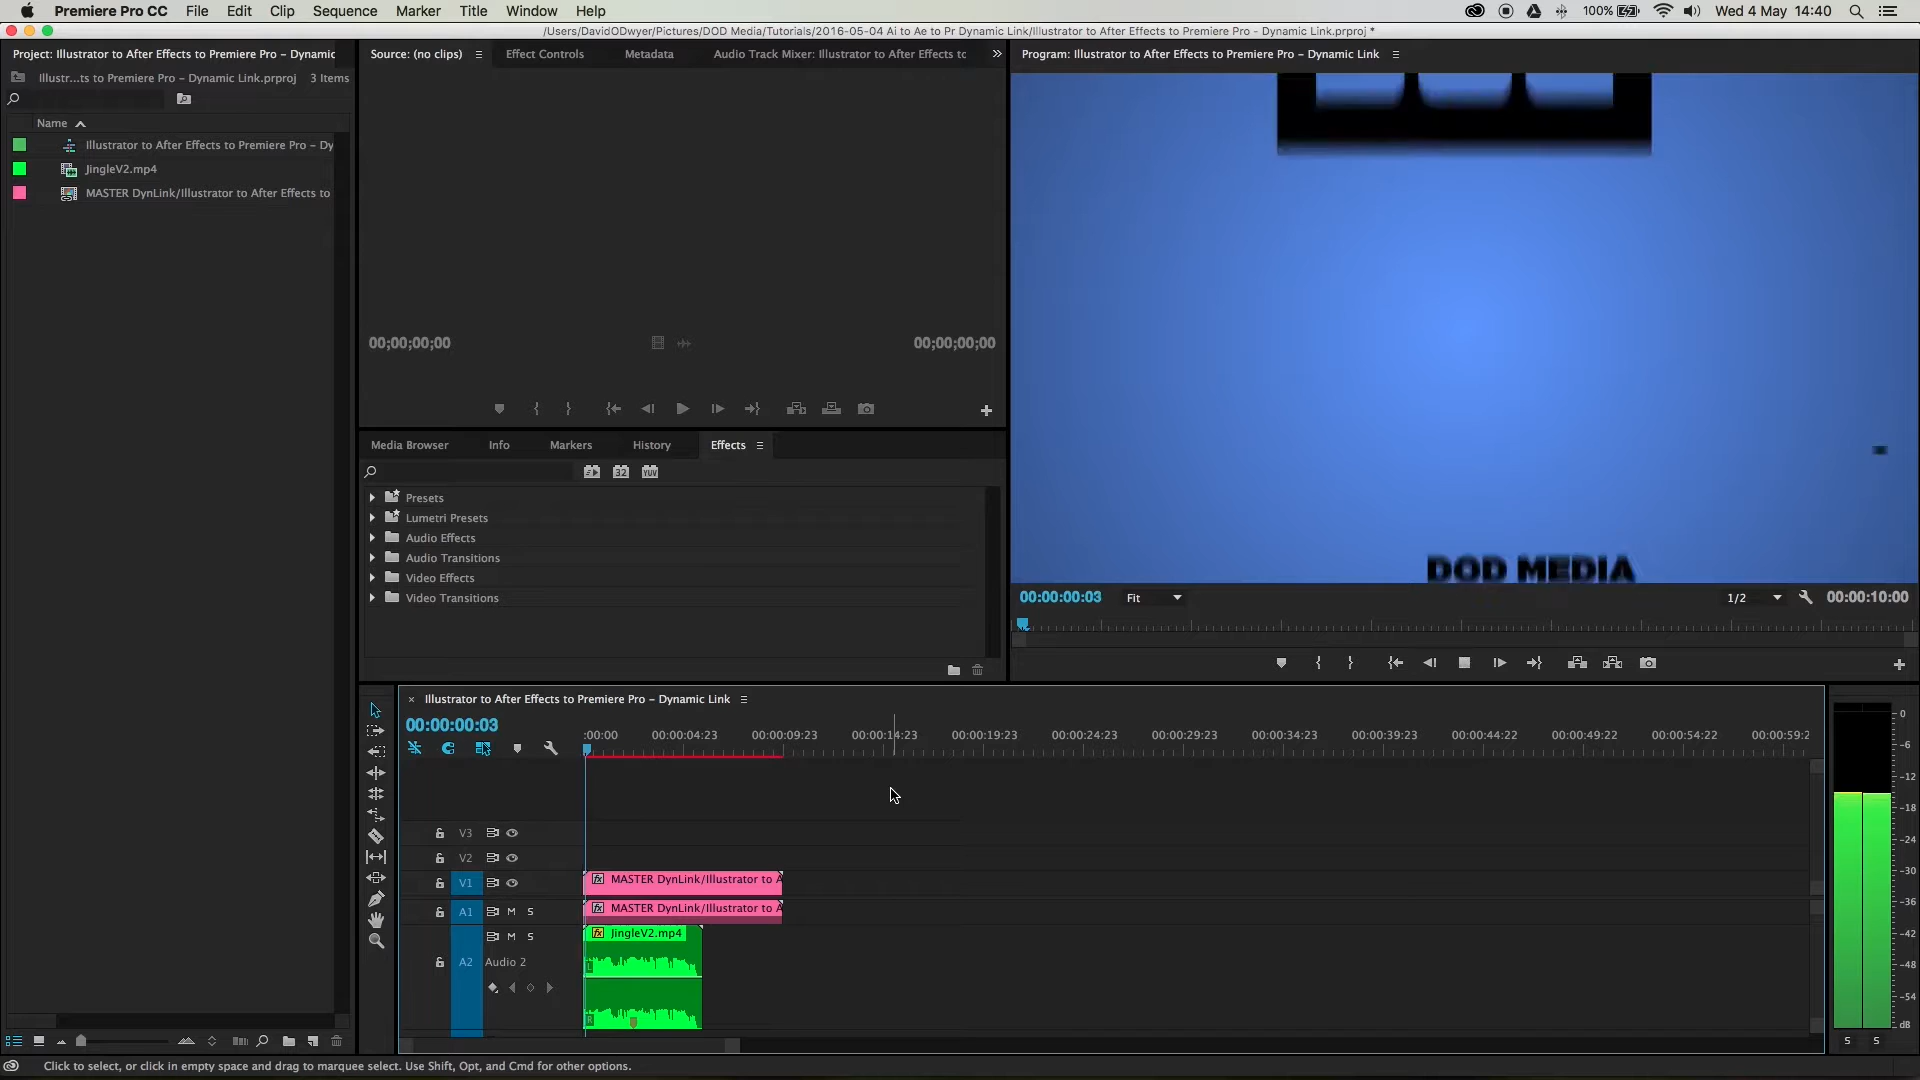 Premiere Pro CC File Edit Clip Sequence Marker Title Window Help 100% Wed 4 May 14:40
/Users/DavidODwyer/Pictures/DOD Media/Tutorials/2016-05-04 Ai to Ae to Pr Dynamic Link/Illustrator to After Effects to Premiere Pro - Dynamic Link.prproj *
Project: Illustrator to After Effects to Premiere Pro - Dynamic
Illustr...ts to Premiere Pro - Dynamic Link.prproj 3 Items
Name
Illustrator to After Effects to Premiere Pro - Dy
JingleV2.mp4
MASTER DynLink/Illustrator to After Effects to
Source: (no clips) Effect Controls Metadata Audio Track Mixer: Illustrator to After Effects to
00;00;00;00 00;00;00;00
Media Browser Info Markers History Effects
32 YUV
Presets
Lumetri Presets
Audio Effects
Audio Transitions
Video Effects
Video Transitions
Program: Illustrator to After Effects to Premiere Pro - Dynamic Link
DOD MEDIA
00:00:00:03 Fit 1/2 00:00:10:00
Illustrator to After Effects to Premiere Pro - Dynamic Link
00:00:00:03
:00:00 00:00:04:23 00:00:09:23 00:00:14:23 00:00:19:23 00:00:24:23 00:00:29:23 00:00:34:23 00:00:39:23 00:00:44:22 00:00:49:22 00:00:54:22 00:00:59:2
V3
V2
V1 fx MASTER DynLink/Illustrator to A
A1 M S fx MASTER DynLink/Illustrator to A
M S fx JingleV2.mp4
A2 Audio 2 L
R
0
-6
-12
-18
-24
-30
-36
-42
-48
-54
dB
S S
Click to select, or click in empty space and drag to marquee select. Use Shift, Opt, and Cmd for other options.